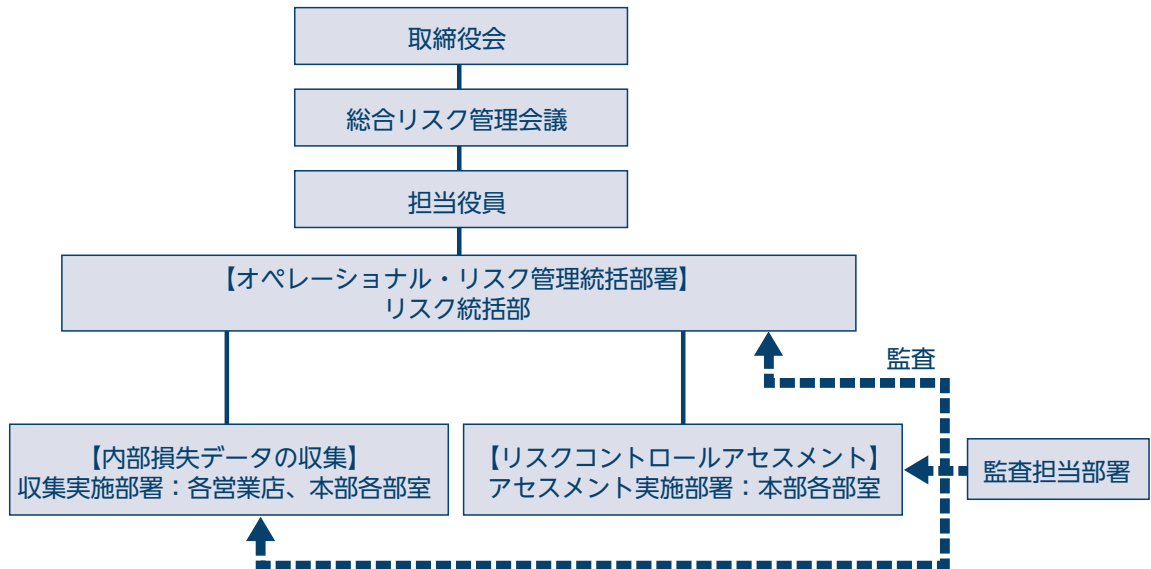 取締役会
総合リスク管理会議
担当役員
【オペレーショナル・リスク管理統括部署】
リスク統括部
監査
【内部損失データの収集】
収集実施部署：各営業店、本部各部室
【リスクコントロールアセスメント】
アセスメント実施部署：本部各部室
監査担当部署